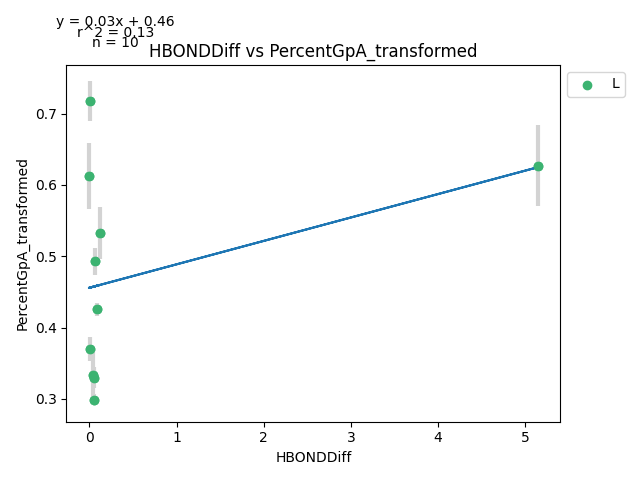 y = 0.03x + 0.46
r^2 = 0.13
n = 10
HBONDDiff vs PercentGpA_transformed
L
PercentGpA_transformed
0.7
0.6
0.5
0.4
0.3
0 1 2 3 4 5
HBONDDiff